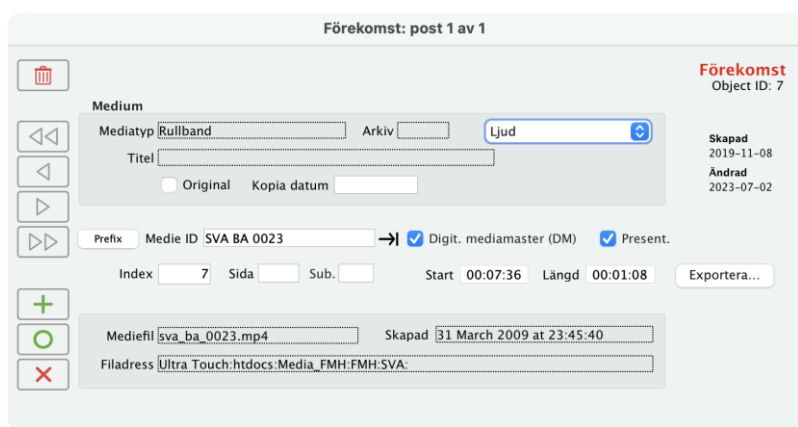 Förekomst: post 1 av 1
Förekomst
Object ID: 7
Medium
Mediatyp Rullband Arkiv Ljud
Titel
Original Kopia datum
Skapad
2019-11-08
Ändrad
2023-07-02
Prefix Medie ID SVA BA 0023 Digit. mediamaster (DM) Present.
Index 7 Sida Sub. Start 00:07:36 Längd 00:01:08 Exportera...
Mediefil sva_ba_0023.mp4 Skapad 31 March 2009 at 23:45:40
Filadress Ultra Touch:htdocs:Media_FMH:FMH:SVA: